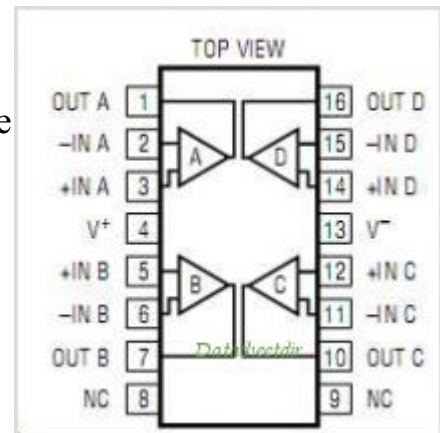 TOP VIEW
e
OUT A 1 16 OUT D
–IN A 2 A D 15 –IN D
+IN A 3 14 +IN D
V+ 4 13 V–
+IN B 5 B C 12 +IN C
–IN B 6 11 –IN C
OUT B 7 10 OUT C
NC 8 9 NC